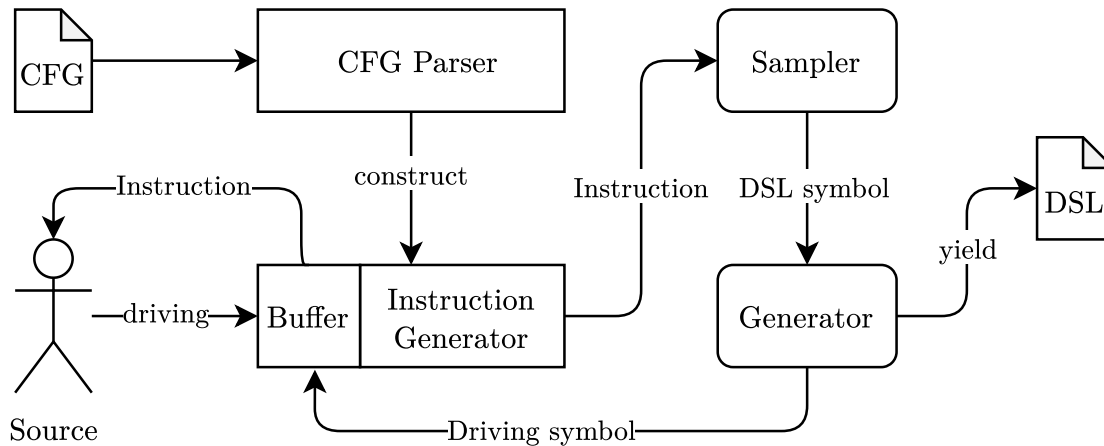 CFG
CFG Parser
Sampler
Instruction
construct
Instruction
DSL symbol
DSL
yield
driving
Buffer
Instruction
Generator
Generator
Source
Driving symbol